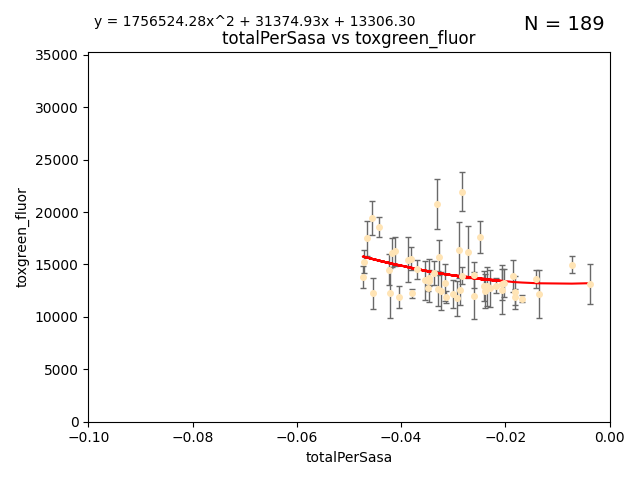 y = 1756524.28x^2 + 31374.93x + 13306.30
N = 189
totalPerSasa vs toxgreen_fluor
35000
30000
25000
20000
15000
10000
5000
0
toxgreen_fluor
−0.10
−0.08
−0.06
−0.04
−0.02
0.00
totalPerSasa